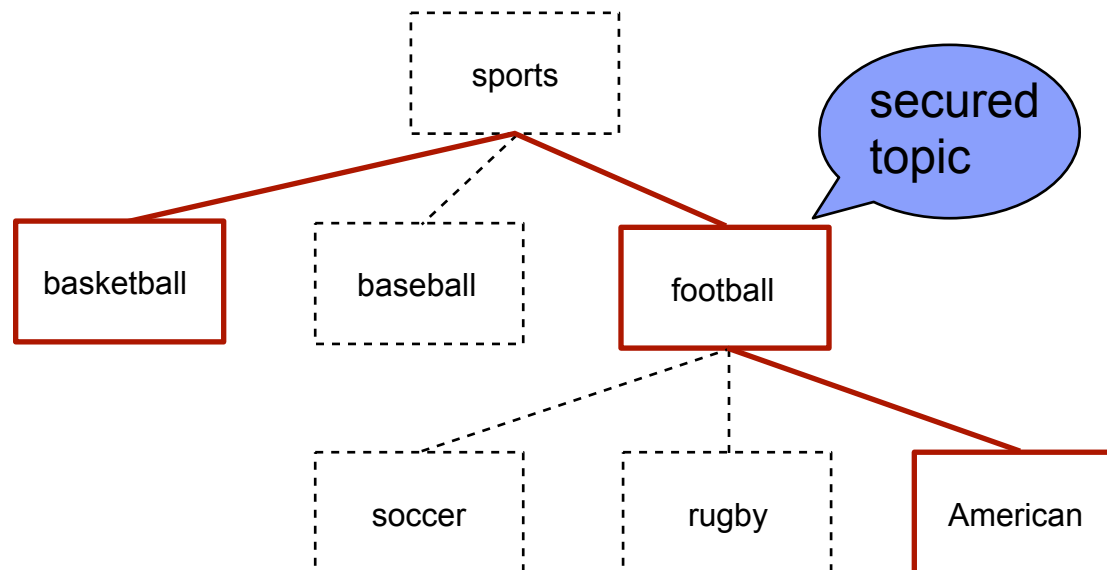 sports
secured
topic
basketball
baseball
football
soccer
rugby
American